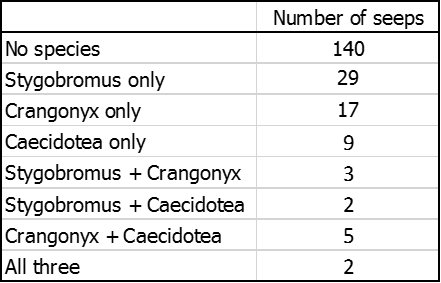 Number of seeps
No species 140
Stygobromus only 29
Crangonyx only 17
Caecidotea only 9
Stygobromus + Crangonyx 3
Stygobromus + Caecidotea 2
Crangonyx + Caecidotea 5
All three 2